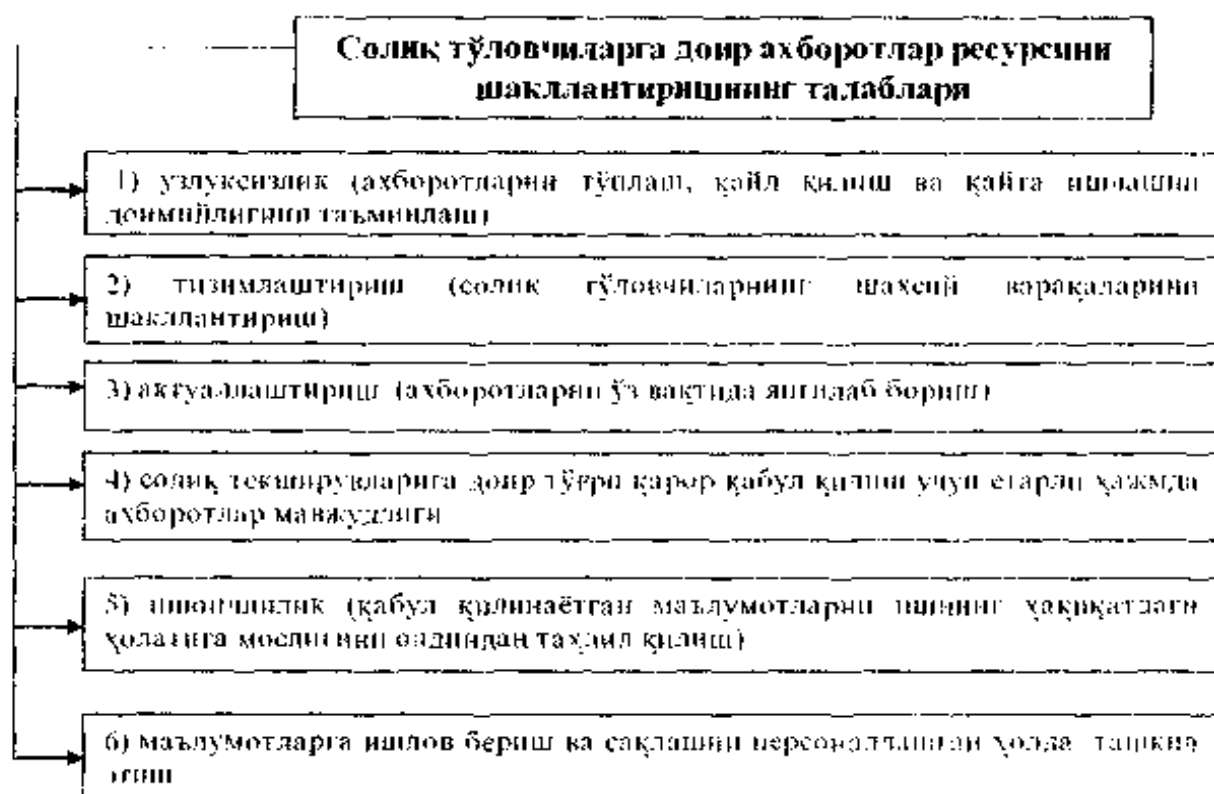 Солиқ тўловчиларга доир ахборотлар ресурсини
шакллантиришнинг талаблари
1) узлуксизлик (ахборотларни тўплаш, қайд қилиш ва қайта ишлашни
доимийлигини таъминлаш)
2) тизимлаштириш (солиқ тўловчиларнинг шахсий варақаларини
шакллантириш)
3) актуаллаштириш (ахборотларни ўз вақтида янгилаб бориш)
4) солиқ текширувларига доир тўғри қарор қабул қилиш учун етарли ҳажмда
ахборотлар мавжудлиги
5) ишончлилик (қабул қилинаётган маълумотларни ишнинг ҳақиқатдаги
ҳолатига мослигини олдиндан таҳлил қилиш)
6) маълумотларга ишлов бериш ва сақлашни персоналлашган ҳолда ташкил
этиш